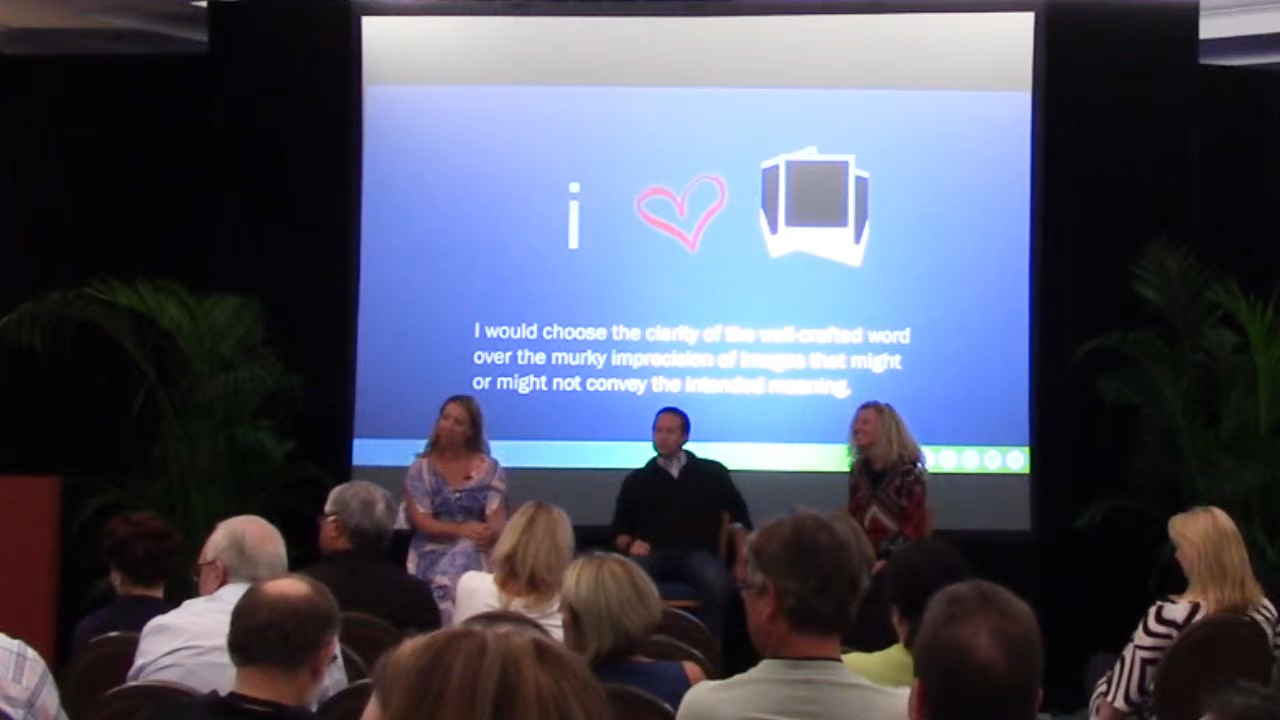 i
I would choose the clarity of the well-crafted word
over the murky imprecision of images that might
or might not convey the intended meaning.